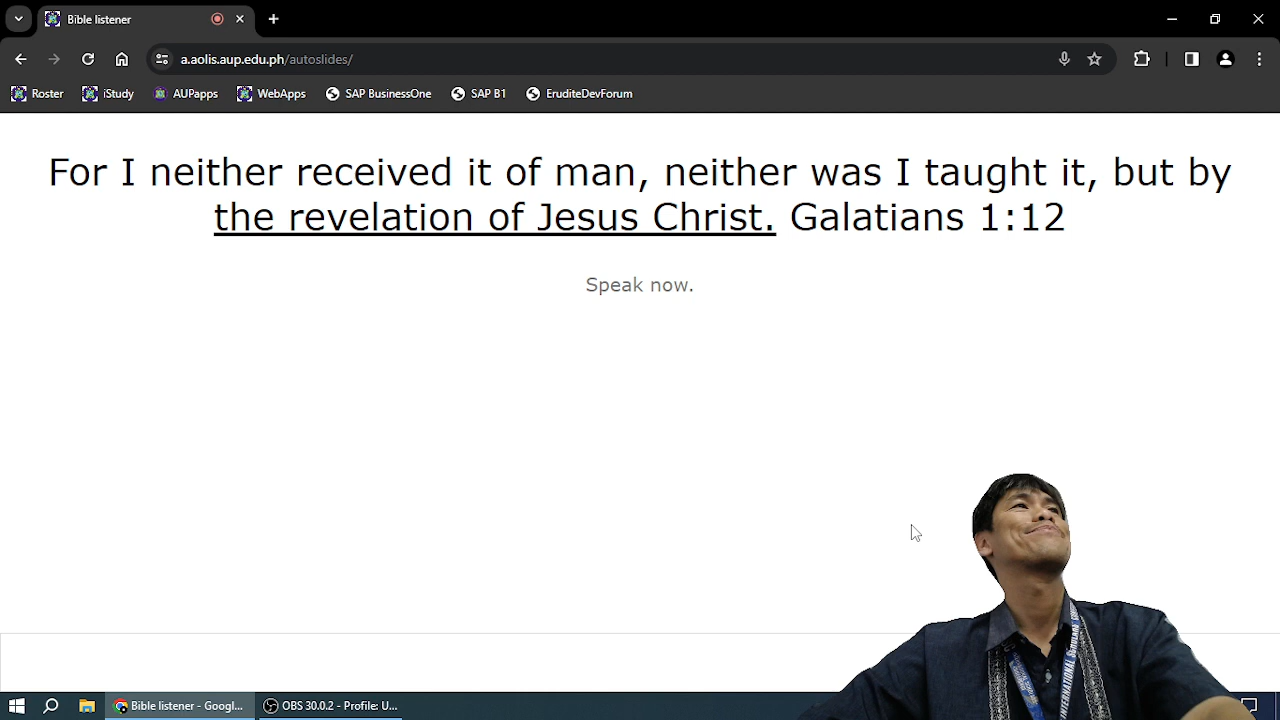 Bible listener
a.aolis.aup.edu.ph/autoslides/
Roster iStudy AUPapps WebApps SAP BusinessOne SAP B1 EruditeDevForum
For I neither received it of man, neither was I taught it, but by
the revelation of Jesus Christ. Galatians 1:12
Speak now.
Bible listener - Googl... OBS 30.0.2 - Profile: U...